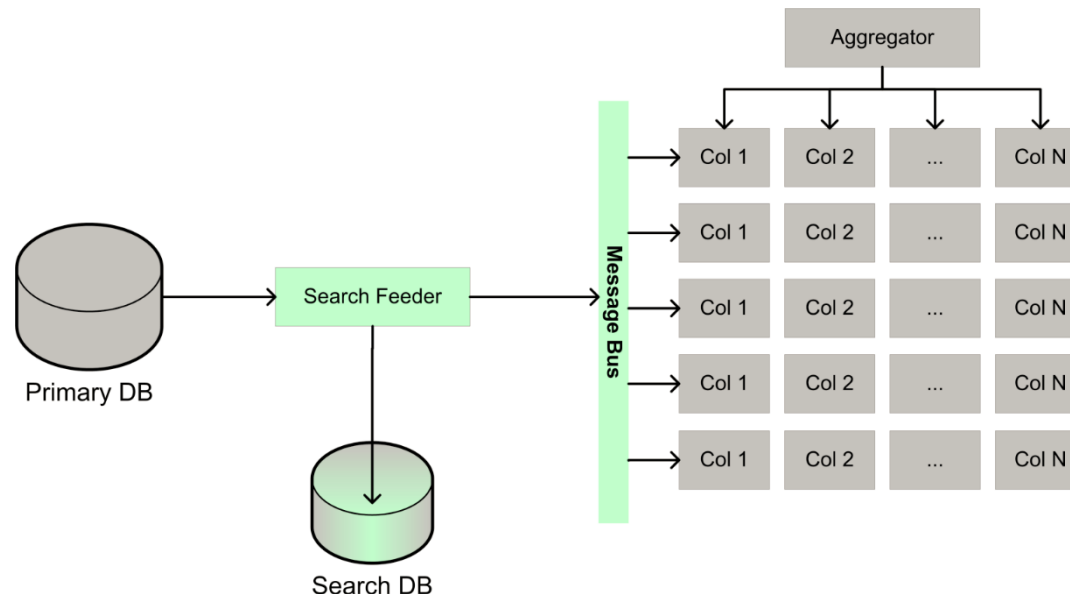 Aggregator
Col 1 Col 2 ... Col N
Col 1 Col 2 ... Col N
Col 1 Col 2 ... Col N
Col 1 Col 2 ... Col N
Col 1 Col 2 ... Col N
Message Bus
Search Feeder
Primary DB
Search DB